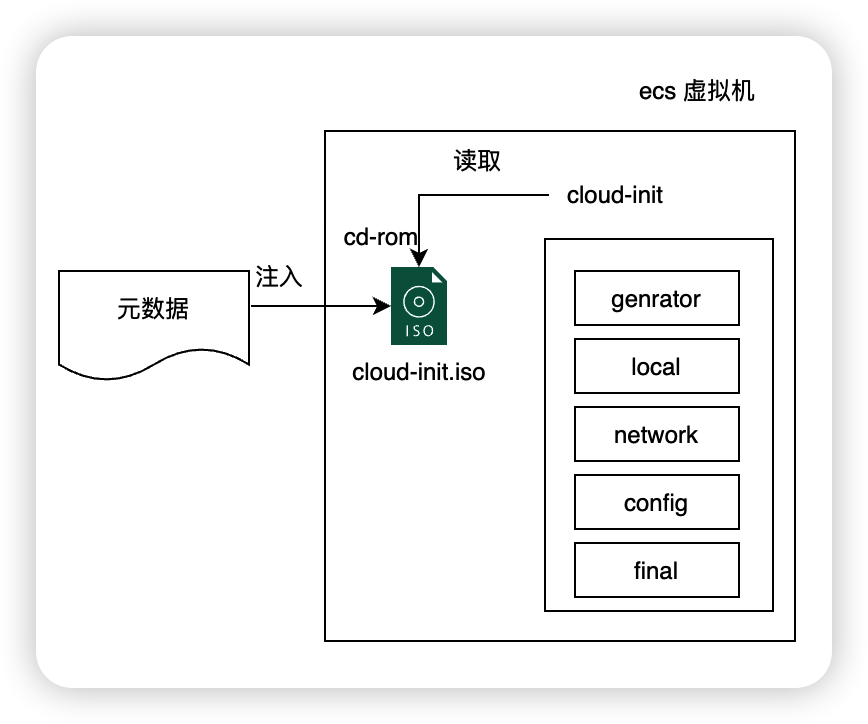 ecs 虚拟机
读取
cloud-init
cd-rom
注入
元数据
ISO
cloud-init.iso
genrator
local
network
config
final